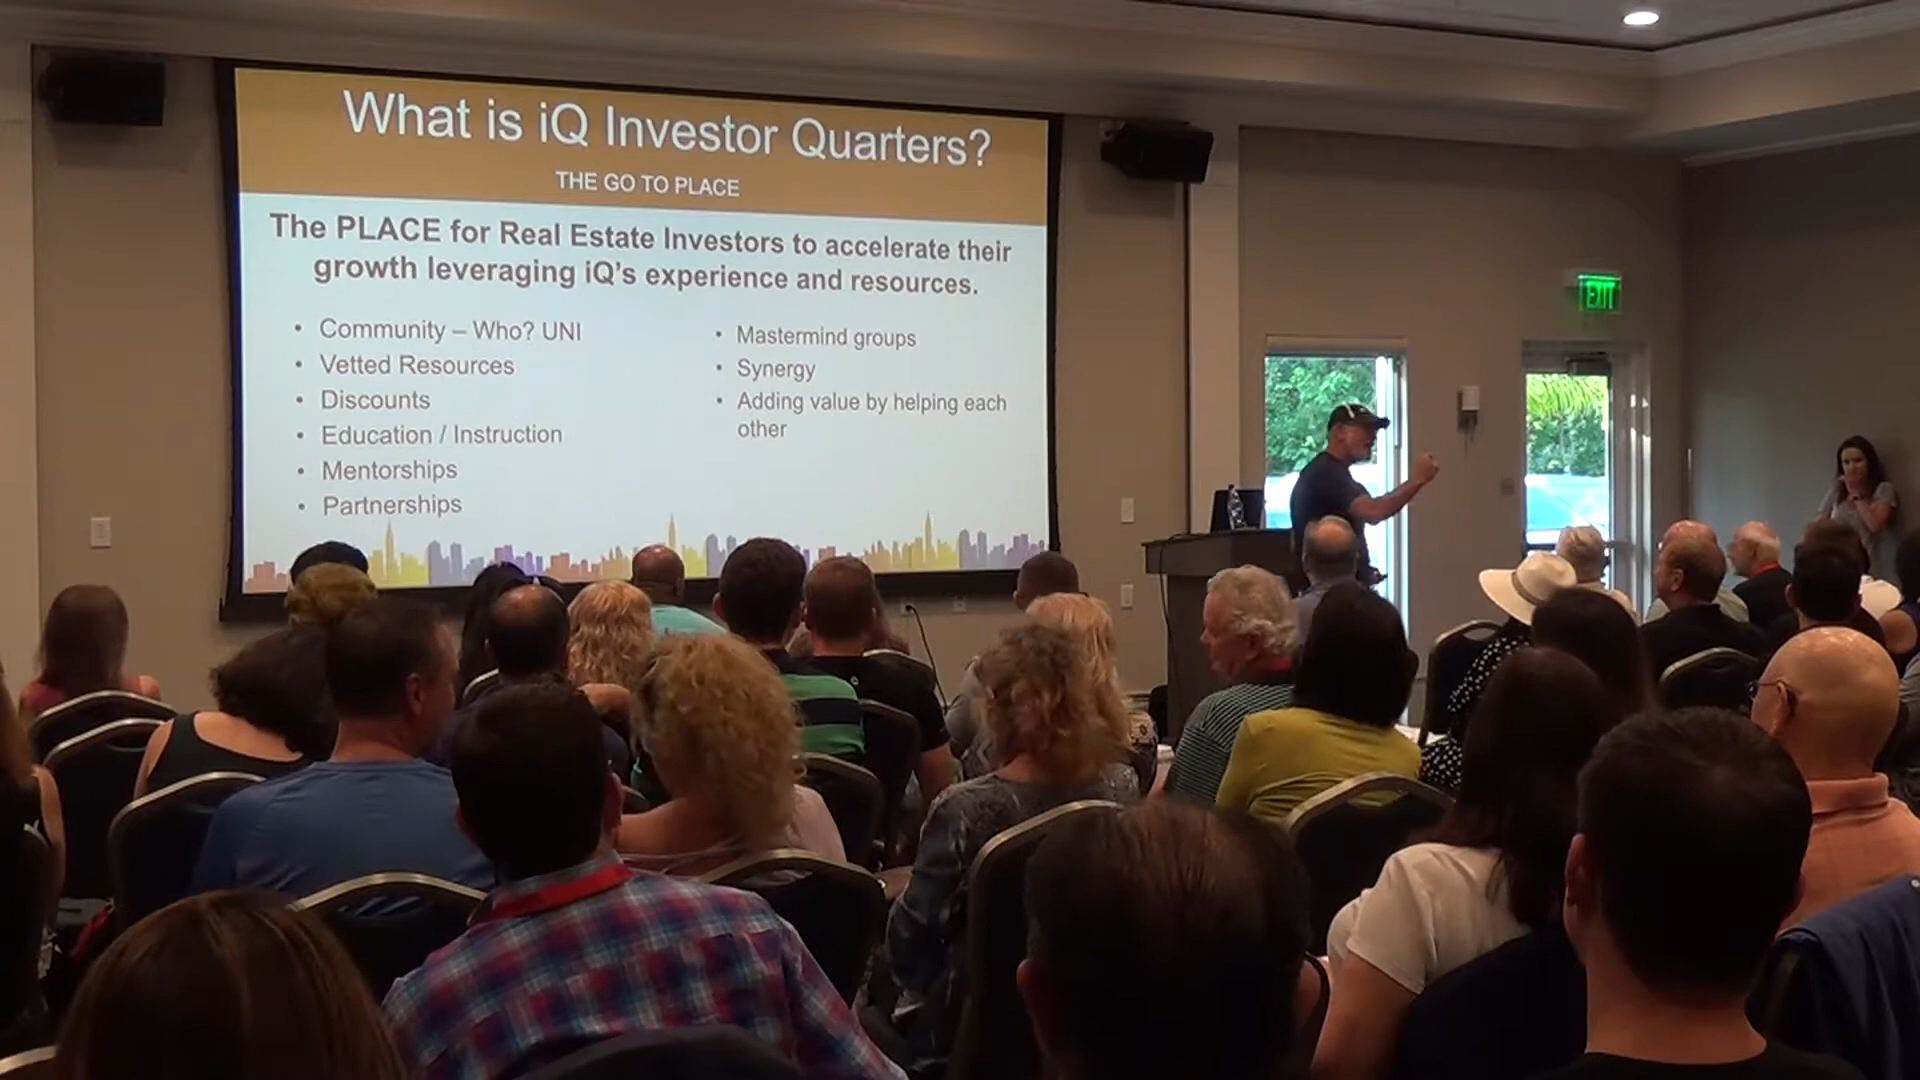 What is iQ Investor Quarters?
THE GO TO PLACE
The PLACE for Real Estate Investors to accelerate their
growth leveraging iQ's experience and resources.
• Community – Who? UNI
• Vetted Resources
• Discounts
• Education / Instruction
• Mentorships
• Partnerships
• Mastermind groups
• Synergy
• Adding value by helping each
other
EXIT